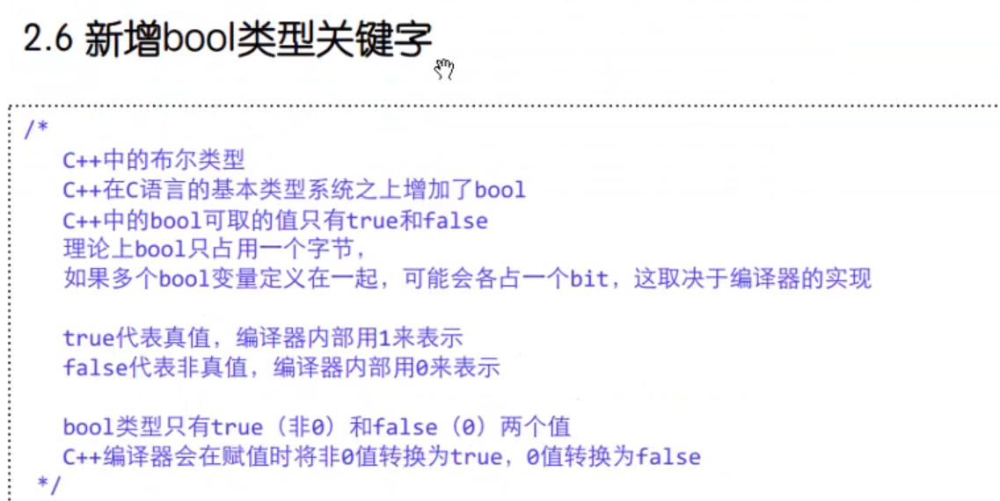 2.6 新增bool类型关键字
/*
C++中的布尔类型
C++在C语言的基本类型系统之上增加了bool
C++中的bool可取的值只有true和false
理论上bool只占用一个字节，
如果多个bool变量定义在一起，可能会各占一个bit，这取决于编译器的实现
true代表真值，编译器内部用1来表示
false代表非真值，编译器内部用0来表示
bool类型只有true（非0）和false（0）两个值
C++编译器会在赋值时将非0值转换为true，0值转换为false
*/